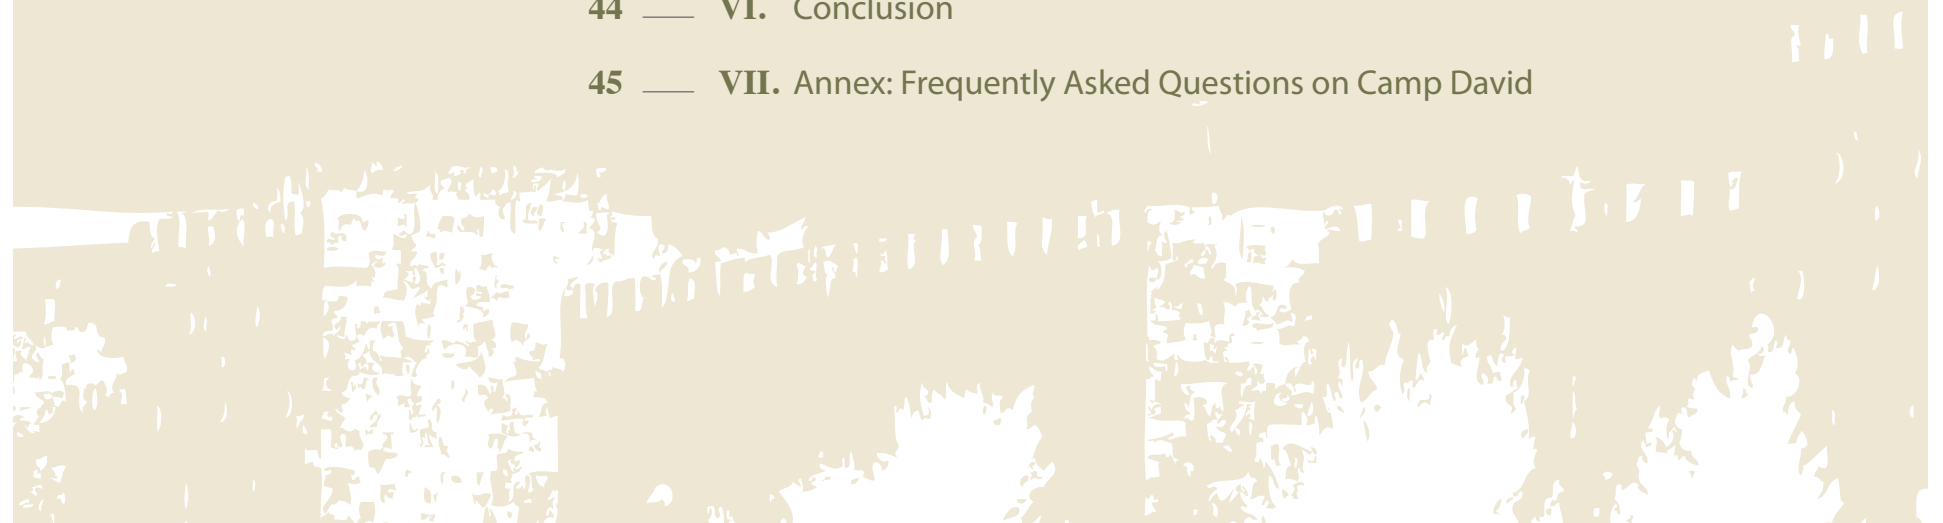 44 VI. Conclusion
45 VII. Annex: Frequently Asked Questions on Camp David